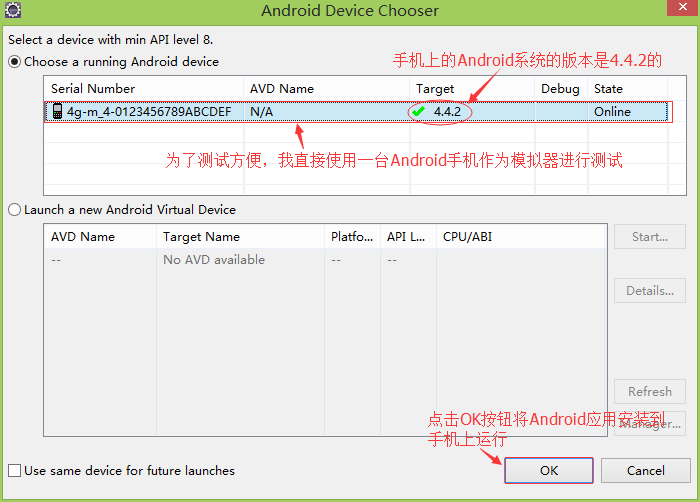 Android Device Chooser
Select a device with min API level 8.
Choose a running Android device
手机上的Android系统的版本是4.4.2的
Serial Number AVD Name Target Debug State
4g-m_4-0123456789ABCDEF N/A 4.4.2 Online
为了测试方便，我直接使用一台Android手机作为模拟器进行测试
Launch a new Android Virtual Device
AVD Name Target Name Platfo... API L... CPU/ABI
-- No AVD available -- --
Start...
Details...
Refresh
点击OK按钮将Android应用安装到
Manager...
手机上运行
Use same device for future launches
OK Cancel